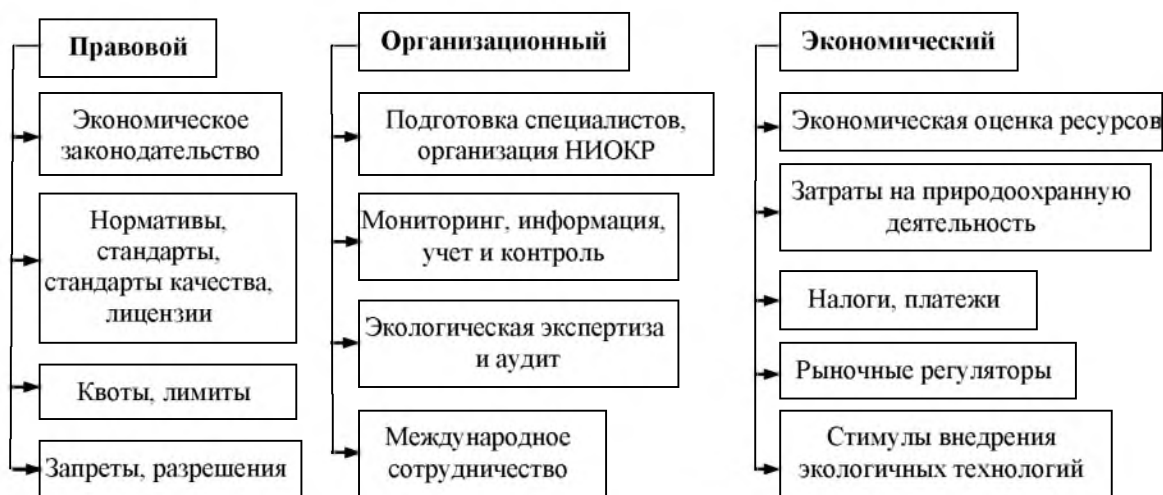 Правовой
Экономическое
законодательство
Нормативы,
стандарты,
стандарты качества,
лицензии
Квоты, лимиты
Запреты, разрешения
Организационный
Подготовка специалистов,
организация НИОКР
Мониторинг, информация,
учет и контроль
Экологическая экспертиза
и аудит
Международное
сотрудничество
Экономический
Экономическая оценка ресурсов
Затраты на природоохранную
деятельность
Налоги, платежи
Рыночные регуляторы
Стимулы внедрения
экологичных технологий